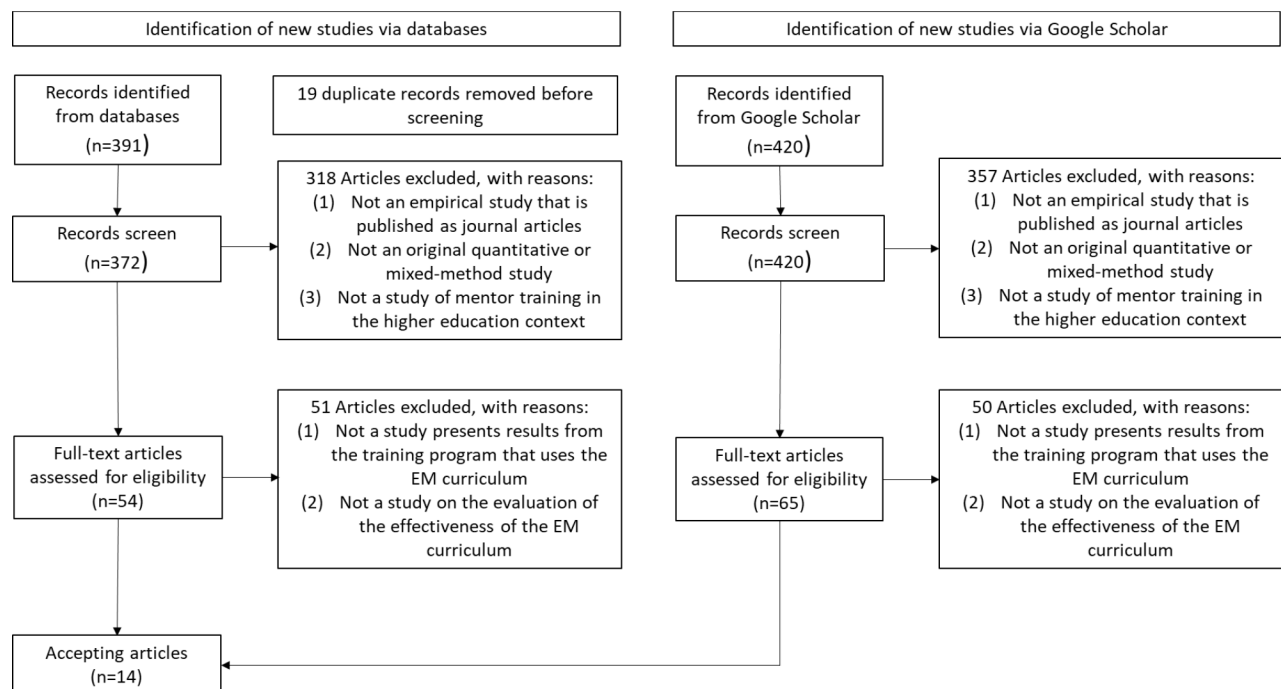 Identification of new studies via databases
Records identified
from databases
(n=391)
19 duplicate records removed before
screening
Records screen
(n=372)
318 Articles excluded, with reasons:
(1) Not an empirical study that is
published as journal articles
(2) Not an original quantitative or
mixed-method study
(3) Not a study of mentor training in
the higher education context
Full-text articles
assessed for eligibility
(n=54)
51 Articles excluded, with reasons:
(1) Not a study presents results from
the training program that uses the
EM curriculum
(2) Not a study on the evaluation of
the effectiveness of the EM
curriculum
Accepting articles
(n=14)
Identification of new studies via Google Scholar
Records identified
from Google Scholar
(n=420)
Records screen
(n=420)
357 Articles excluded, with reasons:
(1) Not an empirical study that is
published as journal articles
(2) Not an original quantitative or
mixed-method study
(3) Not a study of mentor training in
the higher education context
Full-text articles
assessed for eligibility
(n=65)
50 Articles excluded, with reasons:
(1) Not a study presents results from
the training program that uses the
EM curriculum
(2) Not a study on the evaluation of
the effectiveness of the EM
curriculum